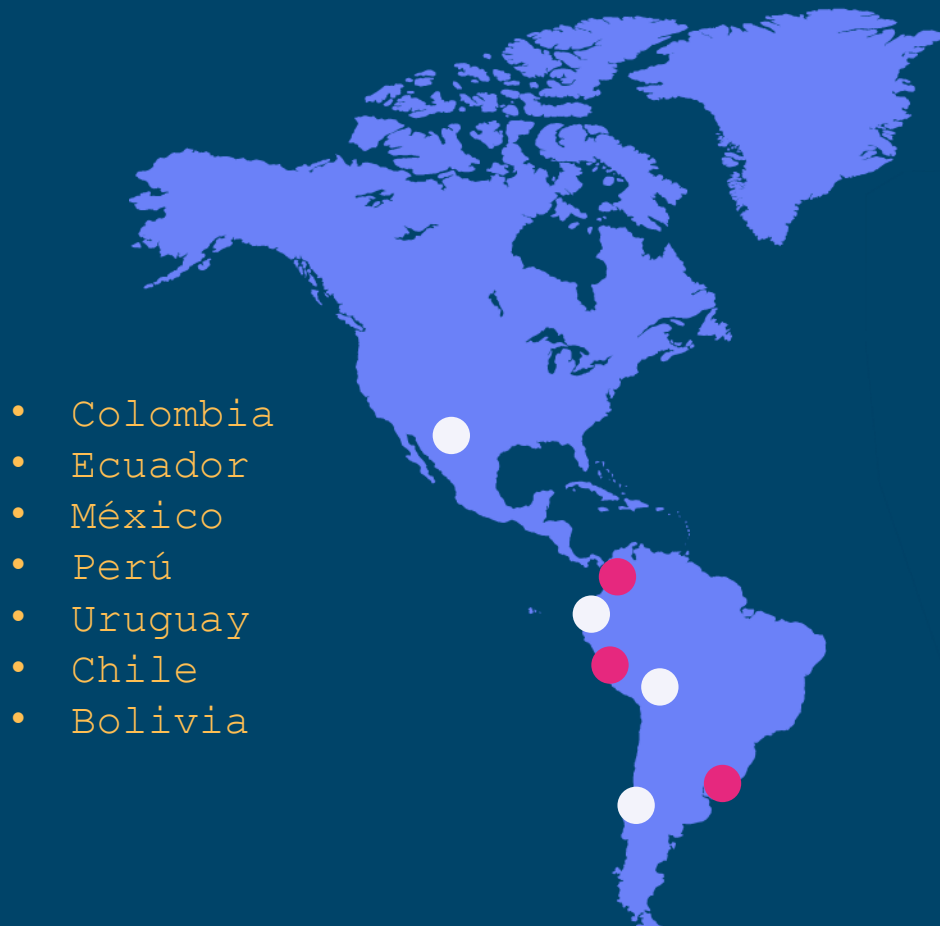 • Colombia
• Ecuador
• México
• Perú
• Uruguay
• Chile
• Bolivia